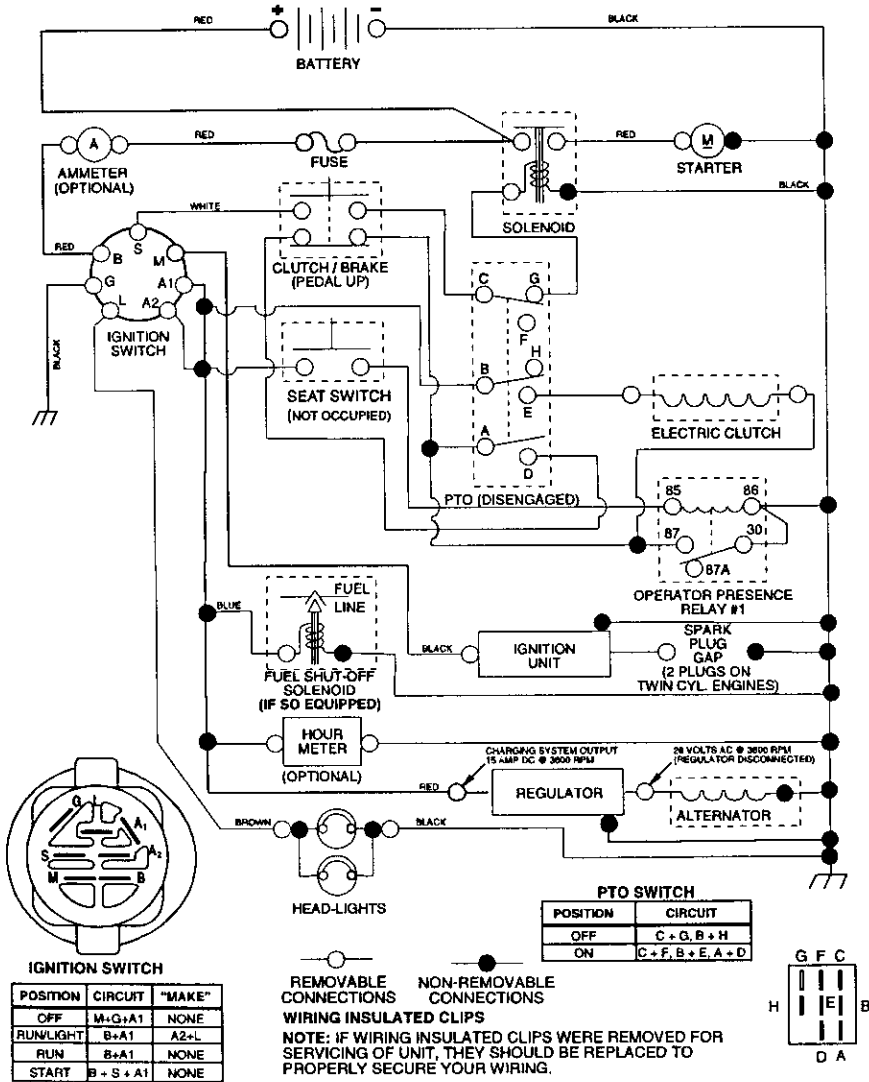 +
-
RED
BLACK
BATTERY
A
RED
RED
M
AMMETER
(OPTIONAL)
FUSE
STARTER
BLACK
WHITE
SOLENOID
S
RED
B
M
CLUTCH / BRAKE
(PEDAL UP)
C
G
G
A1
L
A2
F
IGNITION
SWITCH
H
BLACK
B
SEAT SWITCH
(NOT OCCUPIED)
E
ELECTRIC CLUTCH
A
D
PTO (DISENGAGED)
85
86
87
30
87A
FUEL
LINE
OPERATOR PRESENCE
RELAY #1
BLUE
SPARK
PLUG
GAP
(2 PLUGS ON
TWIN CYL. ENGINES)
BLACK
IGNITION
UNIT
FUEL SHUT-OFF
SOLENOID
(IF SO EQUIPPED)
HOUR
METER
(OPTIONAL)
CHARGING SYSTEM OUTPUT
15 AMP DC @ 3600 RPM
28 VOLTS AC @ 3600 RPM
(REGULATOR DISCONNECTED)
RED
REGULATOR
ALTERNATOR
G
L
A1
S
A2
M
B
BROWN
BLACK
HEAD-LIGHTS
PTO SWITCH
POSITION CIRCUIT
OFF C + G, B + H
ON C + F, B + E, A + D
IGNITION SWITCH
POSITION CIRCUIT "MAKE"
OFF M+G+A1 NONE
RUN/LIGHT B+A1 A2+L
RUN B+A1 NONE
START B + S + A1 NONE
REMOVABLE
CONNECTIONS
NON-REMOVABLE
CONNECTIONS
WIRING INSULATED CLIPS
NOTE: IF WIRING INSULATED CLIPS WERE REMOVED FOR
SERVICING OF UNIT, THEY SHOULD BE REPLACED TO
PROPERLY SECURE YOUR WIRING.
G F C
H E B
D A